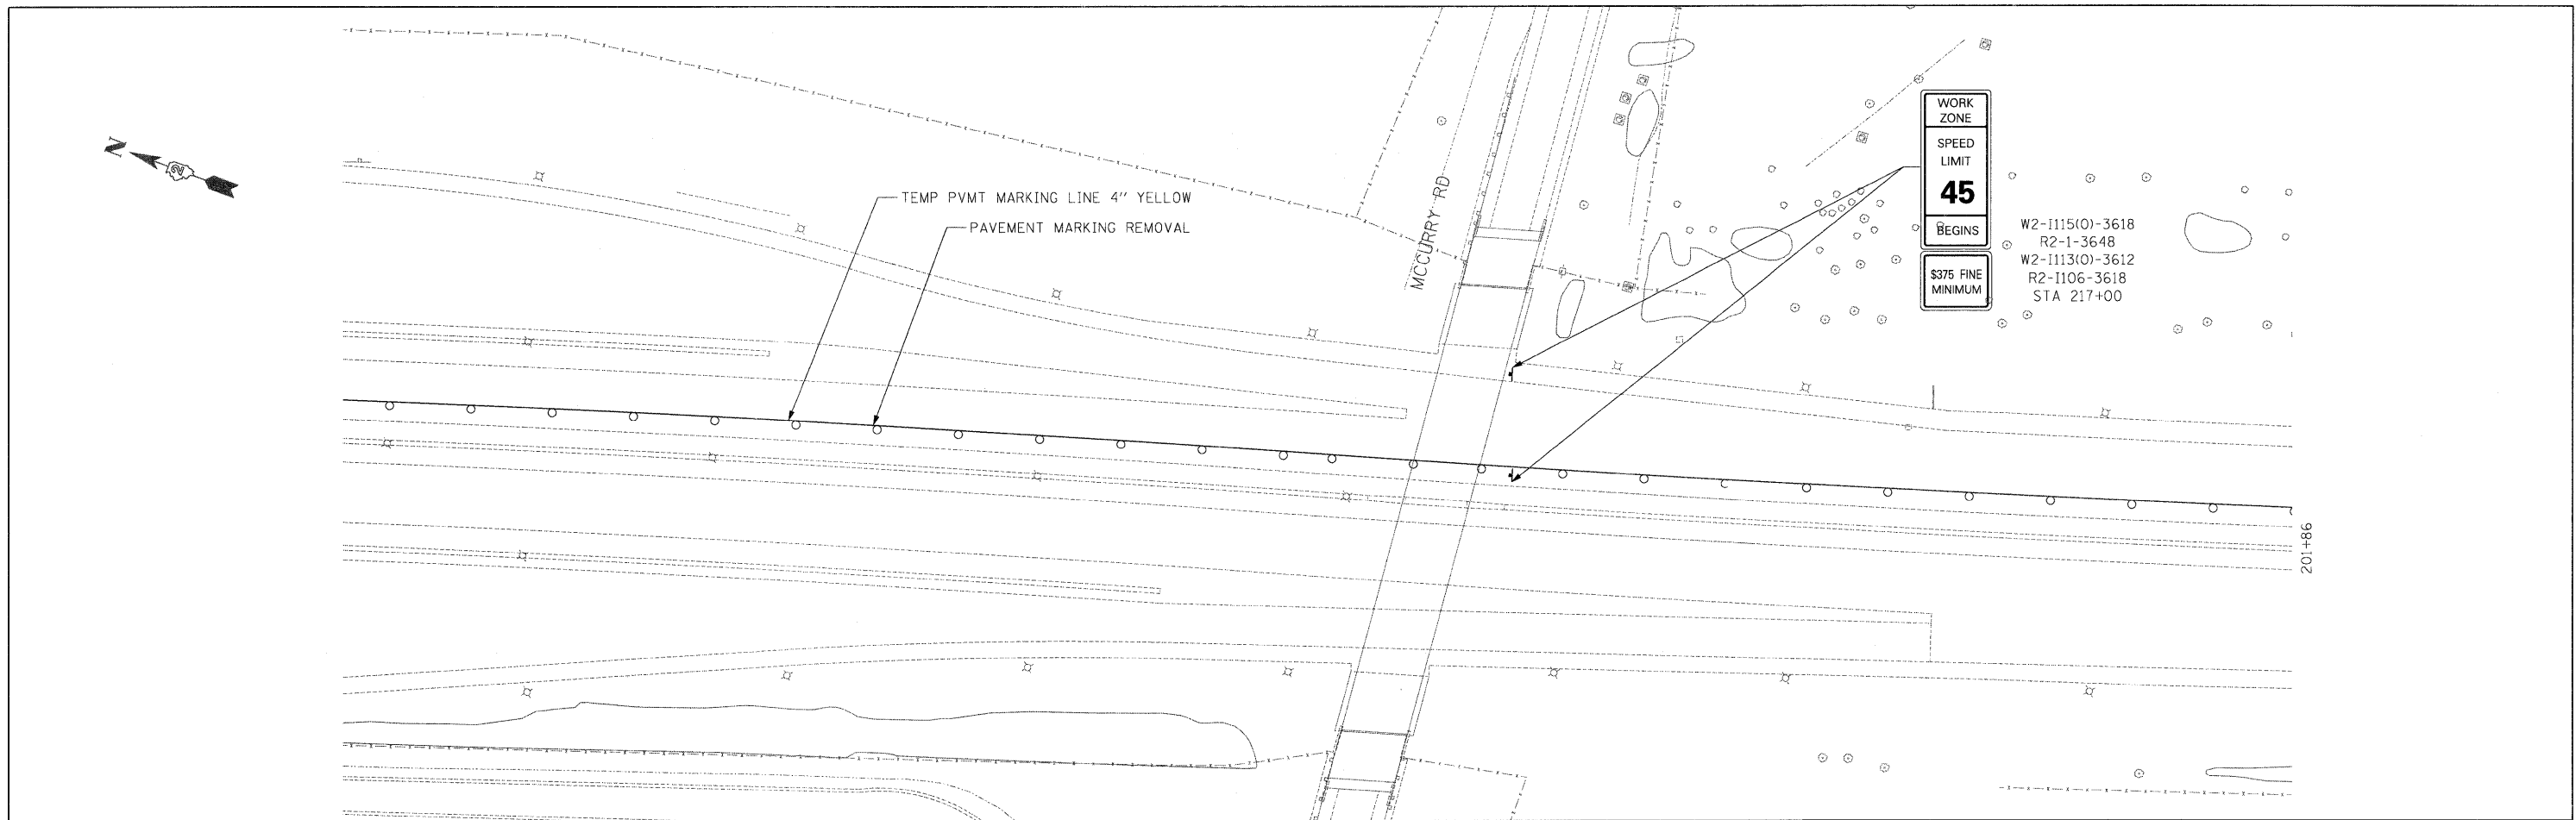 N
TEMP PVMT MARKING LINE 4" YELLOW
PAVEMENT MARKING REMOVAL
MCCURRY RD
WORK
ZONE
SPEED
LIMIT
45
BEGINS
$375 FINE
MINIMUM
W2-I115(O)-3618
R2-1-3648
W2-I113(O)-3612
R2-I106-3618
STA 217+00
201+86